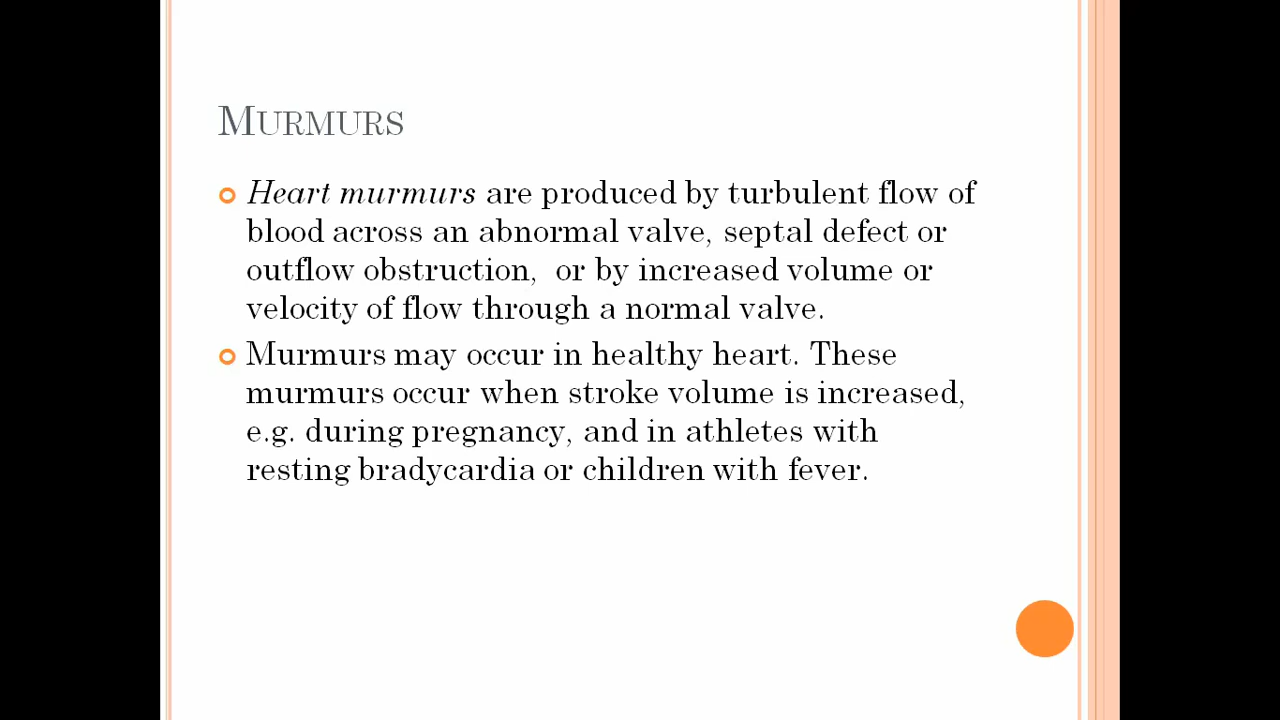 MURMURS
Heart murmurs are produced by turbulent flow of
blood across an abnormal valve, septal defect or
outflow obstruction,  or by increased volume or
velocity of flow through a normal valve.
Murmurs may occur in healthy heart. These
murmurs occur when stroke volume is increased,
e.g. during pregnancy, and in athletes with
resting bradycardia or children with fever.